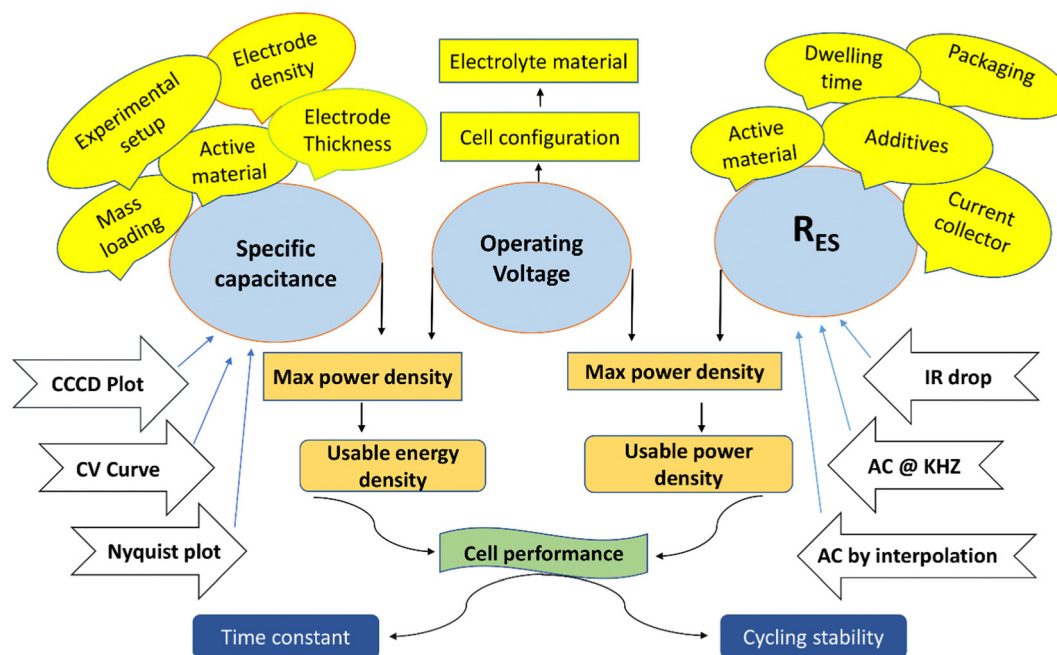 Electrode
density
Experimental
setup
Electrode
Thickness
Active
material
Mass
loading
Specific
capacitance
Electrolyte material
Cell configuration
Operating
Voltage
Dwelling
time
Packaging
Active
material
Additives
Current
collector
R_ES
CCCD Plot
CV Curve
Nyquist plot
Max power density
Max power density
Usable energy
density
Usable power
density
IR drop
AC @ KHZ
AC by interpolation
Cell performance
Time constant
Cycling stability